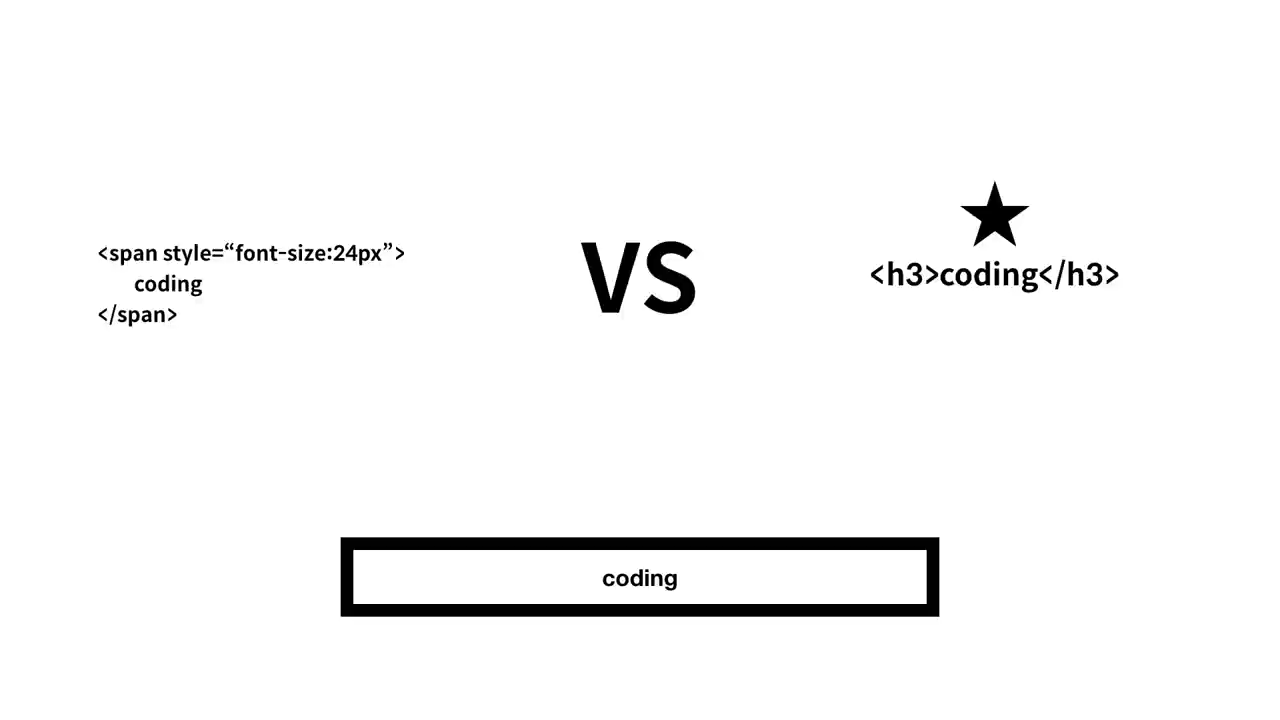 <span style=“font-size:24px”>
coding
</span>
VS
<h3>coding</h3>
coding